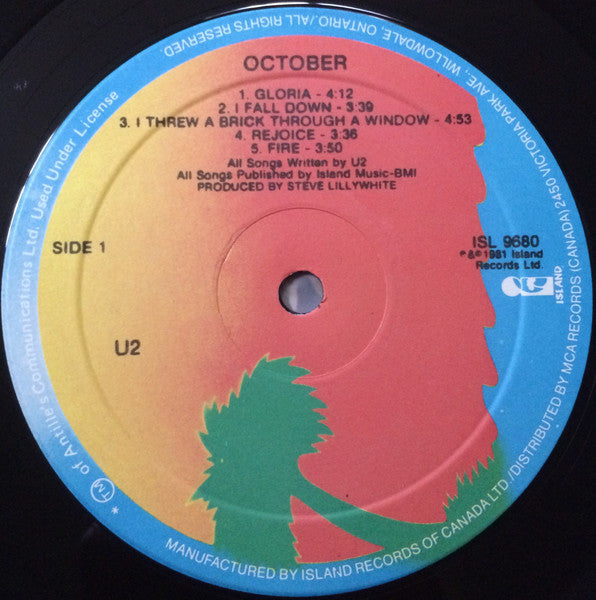 OCTOBER
1. GLORIA - 4:12
2. I FALL DOWN - 3:39
3. I THREW A BRICK THROUGH A WINDOW - 4:53
4. REJOICE - 3:36
5. FIRE - 3:50
All Songs Written by U2
All Songs Published by Island Music-BMI
PRODUCED BY STEVE LILLYWHITE
SIDE 1
ISL 9680
℗&©1981 Island
Records Ltd.
ISLAND
U2
* TM of Antille's Communications Ltd. Used Under License
MANUFACTURED BY ISLAND RECORDS OF CANADA LTD./DISTRIBUTED BY MCA RECORDS (CANADA) 2450 VICTORIA PARK AVE., WILLOWDALE, ONTARIO./ALL RIGHTS RESERVED.